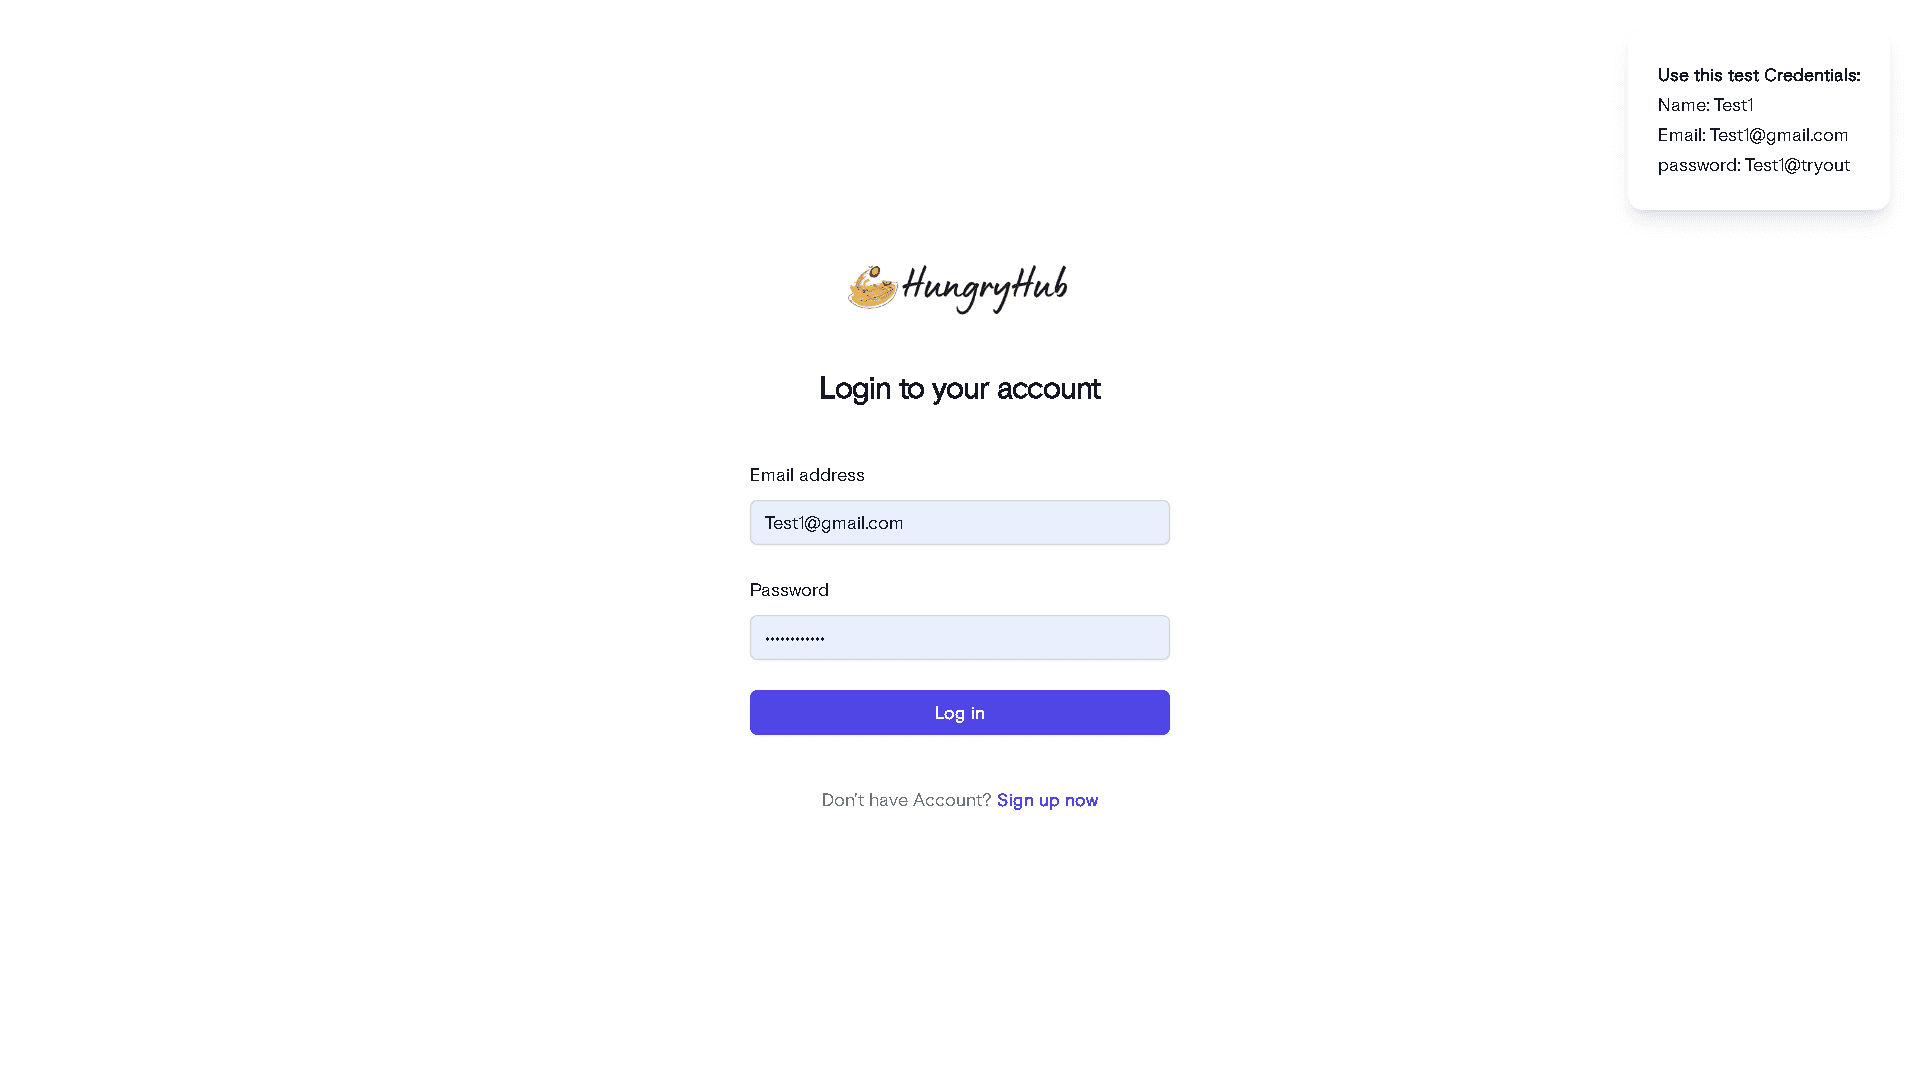 Use this test Credentials:
Name: Test1
Email: Test1@gmail.com
password: Test1@tryout
HungryHub
Login to your account
Email address
Test1@gmail.com
Password
••••••••••••
Log in
Don't have Account? Sign up now